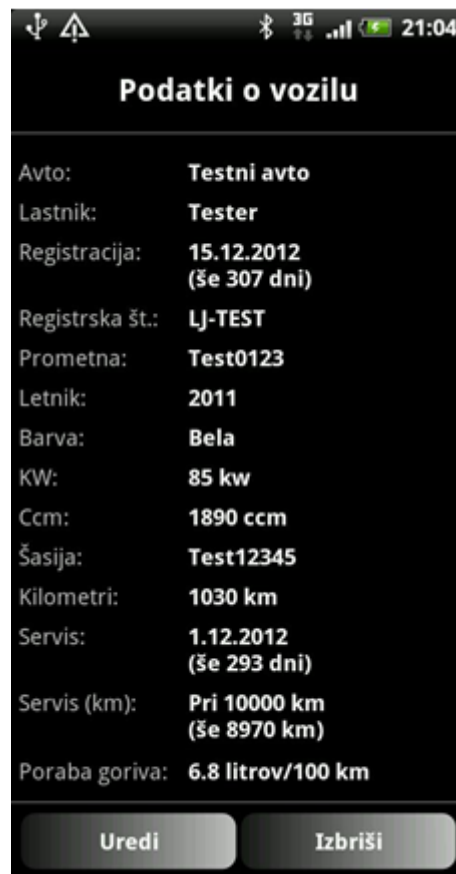 3G 21:04
Podatki o vozilu
Avto: Testni avto
Lastnik: Tester
Registracija: 15.12.2012
(še 307 dni)
Registrska št.: LJ-TEST
Prometna: Test0123
Letnik: 2011
Barva: Bela
KW: 85 kw
Ccm: 1890 ccm
Šasija: Test12345
Kilometri: 1030 km
Servis: 1.12.2012
(še 293 dni)
Servis (km): Pri 10000 km
(še 8970 km)
Poraba goriva: 6.8 litrov/100 km
Uredi Izbriši